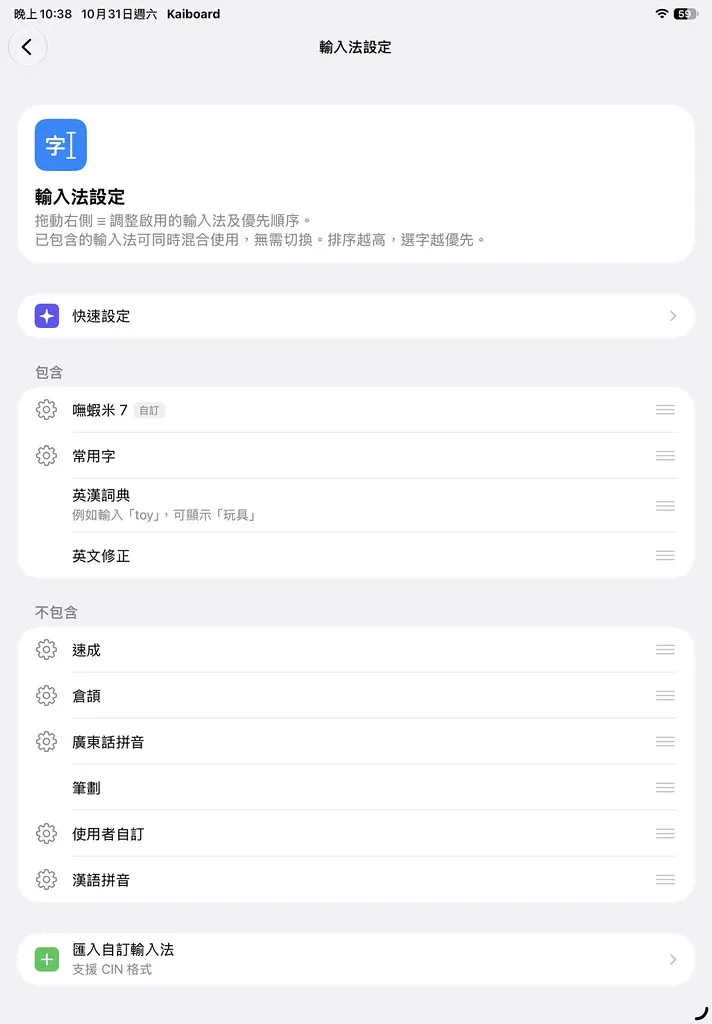 晚上10:38 10月31日週六 Kaiboard
59
輸入法設定
字
輸入法設定
拖動右側 ≡ 調整啟用的輸入法及優先順序。
已包含的輸入法可同時混合使用，無需切換。排序越高，選字越優先。
快速設定
包含
嘸蝦米 7 自訂
常用字
英漢詞典
例如輸入「toy」，可顯示「玩具」
英文修正
不包含
速成
倉頡
廣東話拼音
筆劃
使用者自訂
漢語拼音
匯入自訂輸入法
支援 CIN 格式